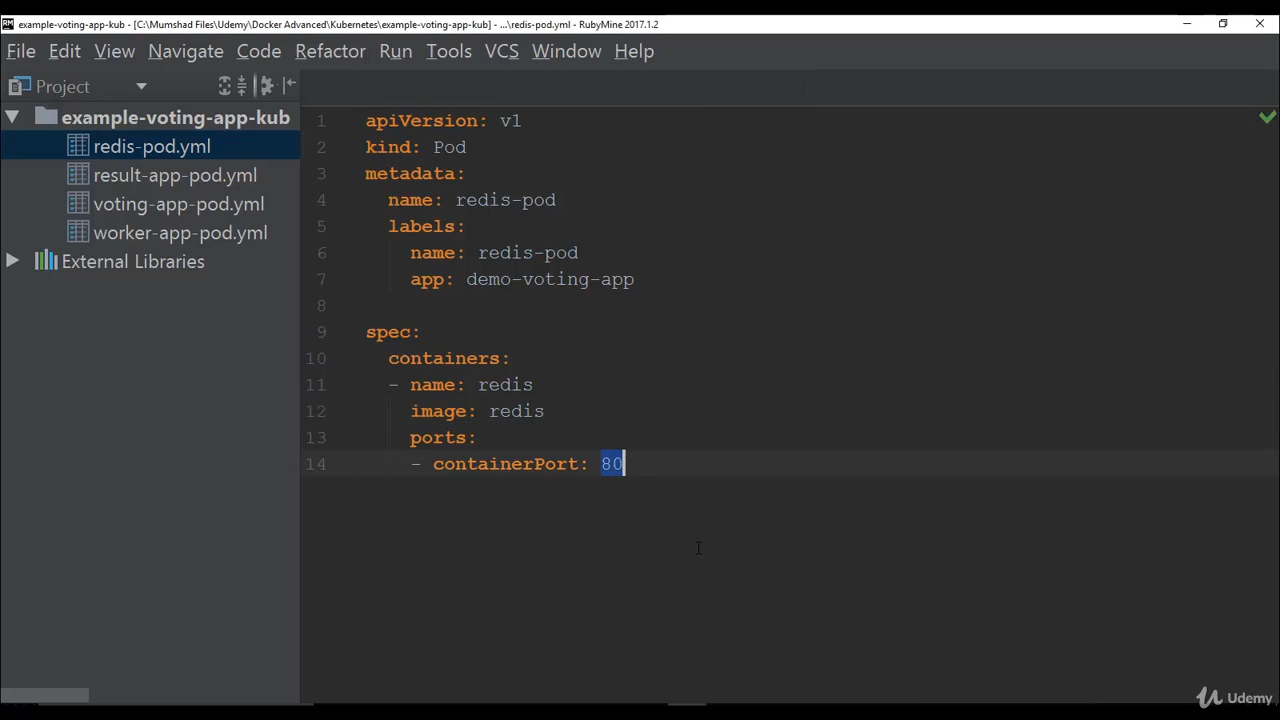 RM example-voting-app-kub - [C:\Mumshad Files\Udemy\Docker Advanced\Kubernetes\example-voting-app-kub] - ...\redis-pod.yml - RubyMine 2017.1.2
File Edit View Navigate Code Refactor Run Tools VCS Window Help
Project
example-voting-app-kub
redis-pod.yml
result-app-pod.yml
voting-app-pod.yml
worker-app-pod.yml
External Libraries
1 apiVersion: v1
2 kind: Pod
3 metadata:
4 name: redis-pod
5 labels:
6 name: redis-pod
7 app: demo-voting-app
8
9 spec:
10 containers:
11 - name: redis
12 image: redis
13 ports:
14 - containerPort: 80
Udemy